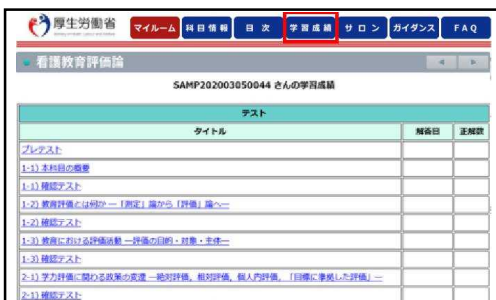 厚生労働省
マイルーム 科目情報 目 次 学習成績 サロン ガイダンス FAQ
看護教育評価論
SAMP202003050044 さんの学習成績
テスト
タイトル 解答日 正解数
プレテスト
1-1) 本科目の概要
1-1) 確認テスト
1-2) 教育評価とは何か ―「測定」論から「評価」論へ―
1-2) 確認テスト
1-3) 教育における評価活動 ―評価の目的・対象・主体―
1-3) 確認テスト
2-1) 学力評価に関わる政策の変遷 ―絶対評価、相対評価、個人内評価、「目標に準拠した評価」―
2-1) 確認テスト